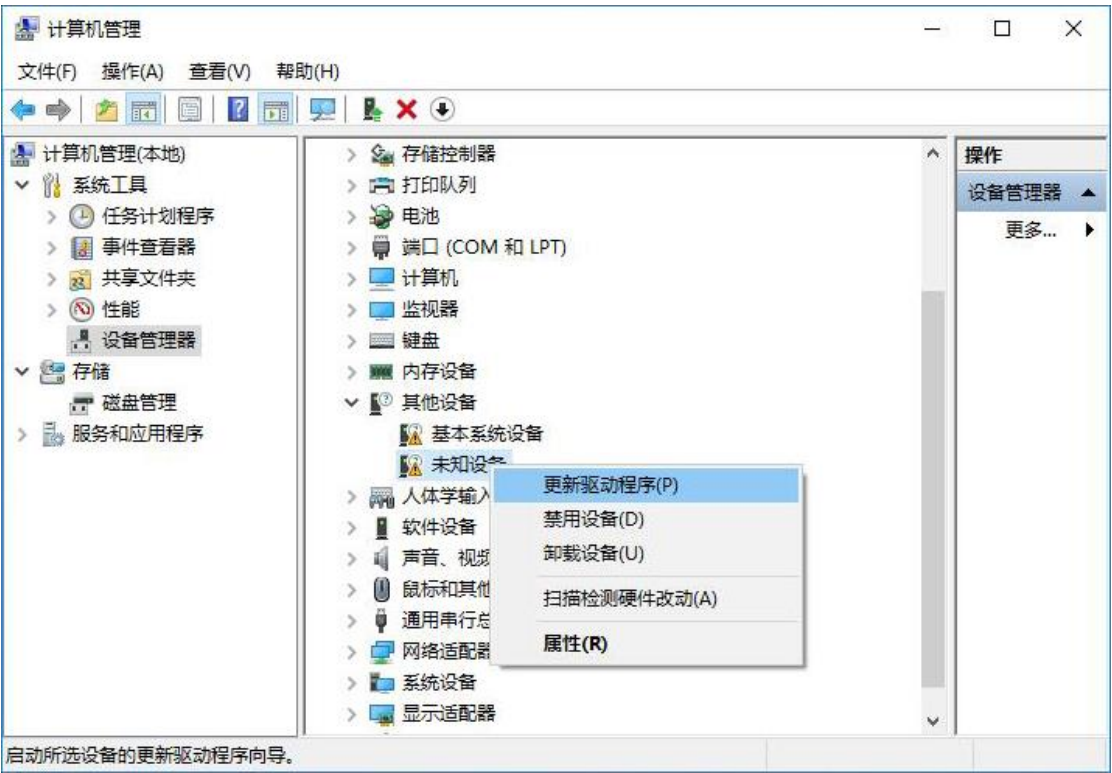 计算机管理
文件(F) 操作(A) 查看(V) 帮助(H)
计算机管理(本地)
系统工具
任务计划程序
事件查看器
共享文件夹
性能
设备管理器
存储
磁盘管理
服务和应用程序
存储控制器
打印队列
电池
端口 (COM 和 LPT)
计算机
监视器
键盘
内存设备
其他设备
基本系统设备
未知设备
人体学输入
软件设备
声音、视频
鼠标和其他
通用串行总
网络适配器
系统设备
显示适配器
更新驱动程序(P)
禁用设备(D)
卸载设备(U)
扫描检测硬件改动(A)
属性(R)
操作
设备管理器
更多...
启动所选设备的更新驱动程序向导。